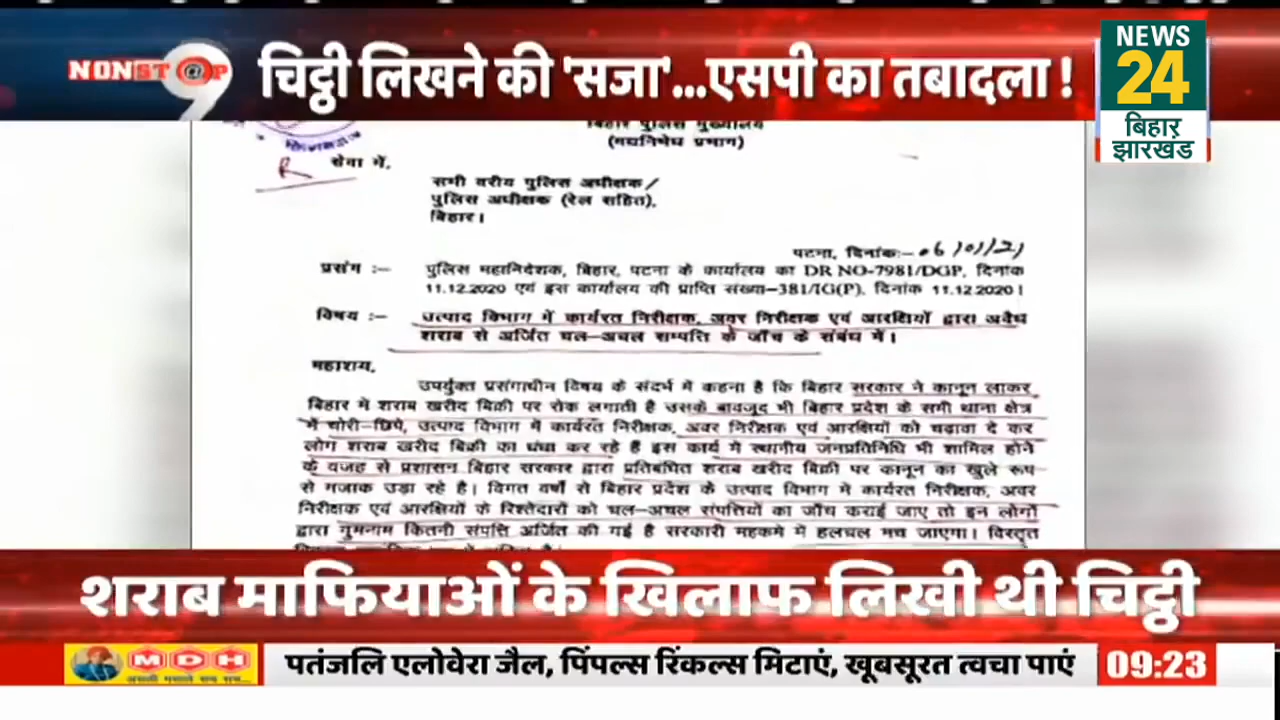 NONST@P 9
चिट्ठी लिखने की 'सजा'...एसपी का तबादला !
NEWS
24
बिहार
झारखंड
बिहार पुलिस मुख्यालय
(मद्यनिषेध प्रभाग)
सेवा में,
सभी वरीय पुलिस अधीक्षक/
पुलिस अधीक्षक (रेल सहित),
बिहार।
पटना, दिनांक:- 06/01/21
प्रसंग :- पुलिस महानिदेशक, बिहार, पटना के कार्यालय का DR NO-7981/DGP, दिनांक
11.12.2020 एवं इस कार्यालय की प्राप्ति संख्या-381/IG(P), दिनांक 11.12.2020।
विषय :- उत्पाद विभाग में कार्यरत निरीक्षक, अवर निरीक्षक एवं आरक्षियों द्वारा अवैध
शराब से अर्जित चल-अचल सम्पत्ति के जाँच के संबंध में।
महाशय,
उपर्युक्त प्रसंगाधीन विषय के संदर्भ में कहना है कि बिहार सरकार ने कानून लाकर
बिहार में शराब खरीद बिक्री पर रोक लगाती है उसके बावजूद भी बिहार प्रदेश के सभी थाना क्षेत्र
में चोरी-छिपे, उत्पाद विभाग में कार्यरत निरीक्षक, अवर निरीक्षक एवं आरक्षियों को चढ़ावा दे कर
लोग शराब खरीद बिक्री का धंधा कर रहे हैं इस कार्य में स्थानीय जनप्रतिनिधि भी शामिल होने
के वजह से प्रशासन बिहार सरकार द्वारा प्रतिबंधित शराब खरीद बिक्री पर कानून का खुले रूप
से मजाक उड़ा रहे है। विगत वर्षों से बिहार प्रदेश के उत्पाद विभाग में कार्यरत निरीक्षक, अवर
निरीक्षक एवं आरक्षियों के रिश्तेदारों को चल-अचल संपत्तियों का जाँच कराई जाए तो इन लोगों
द्वारा गुमनाम कितनी संपत्ति अर्जित की गई है सरकारी महकमे में हलचल मच जाएगा। विस्तृत
शराब माफियाओं के खिलाफ लिखी थी चिट्ठी
MDH
असली मसाले सच सच...
पतंजलि एलोवेरा जैल, पिंपल्स रिंकल्स मिटाएं, खूबसूरत त्वचा पाएं
09:23